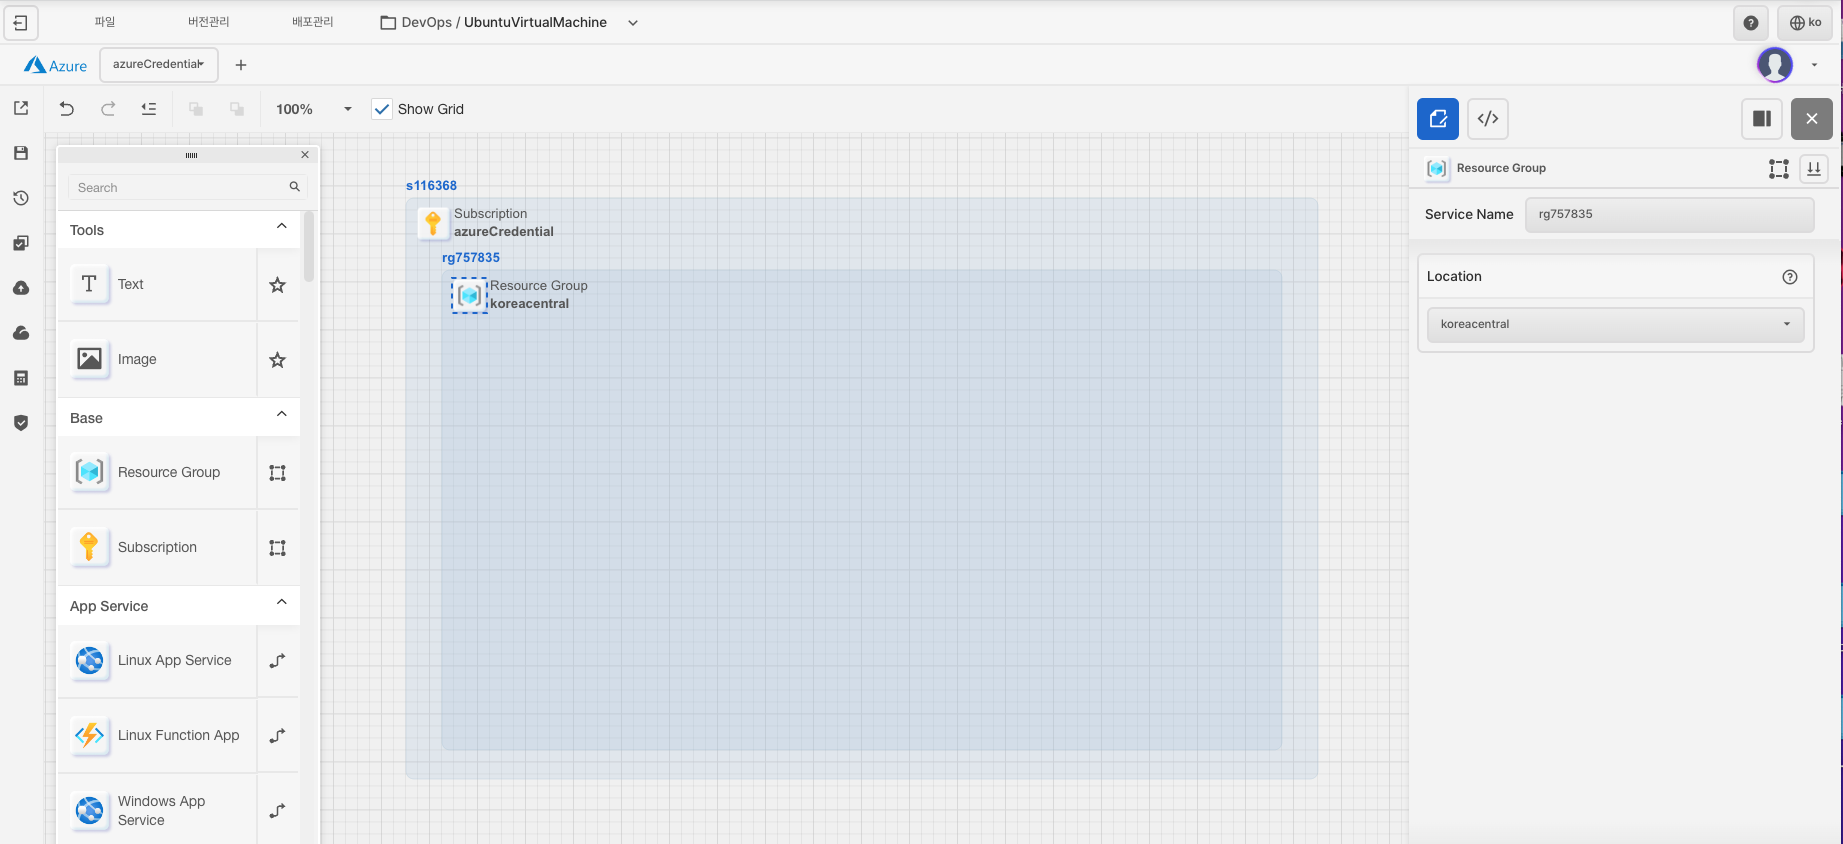 파일 버전관리 배포관리 DevOps / UbuntuVirtualMachine ko
Azure azureCredential
100% Show Grid
Search
Tools
Text
Image
Base
Resource Group
Subscription
App Service
Linux App Service
Linux Function App
Windows App
Service
s116368
Subscription
azureCredential
rg757835
Resource Group
koreacentral
Resource Group
Service Name rg757835
Location
koreacentral